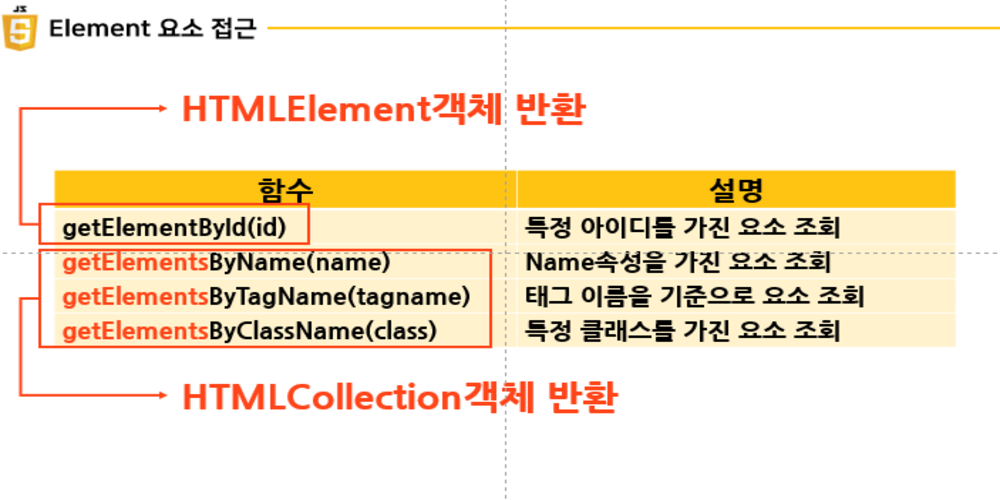 JS
5
Element 요소 접근
HTMLElement객체 반환
함수 설명
getElementById(id) 특정 아이디를 가진 요소 조회
getElementsByName(name) Name속성을 가진 요소 조회
getElementsByTagName(tagname) 태그 이름을 기준으로 요소 조회
getElementsByClassName(class) 특정 클래스를 가진 요소 조회
HTMLCollection객체 반환